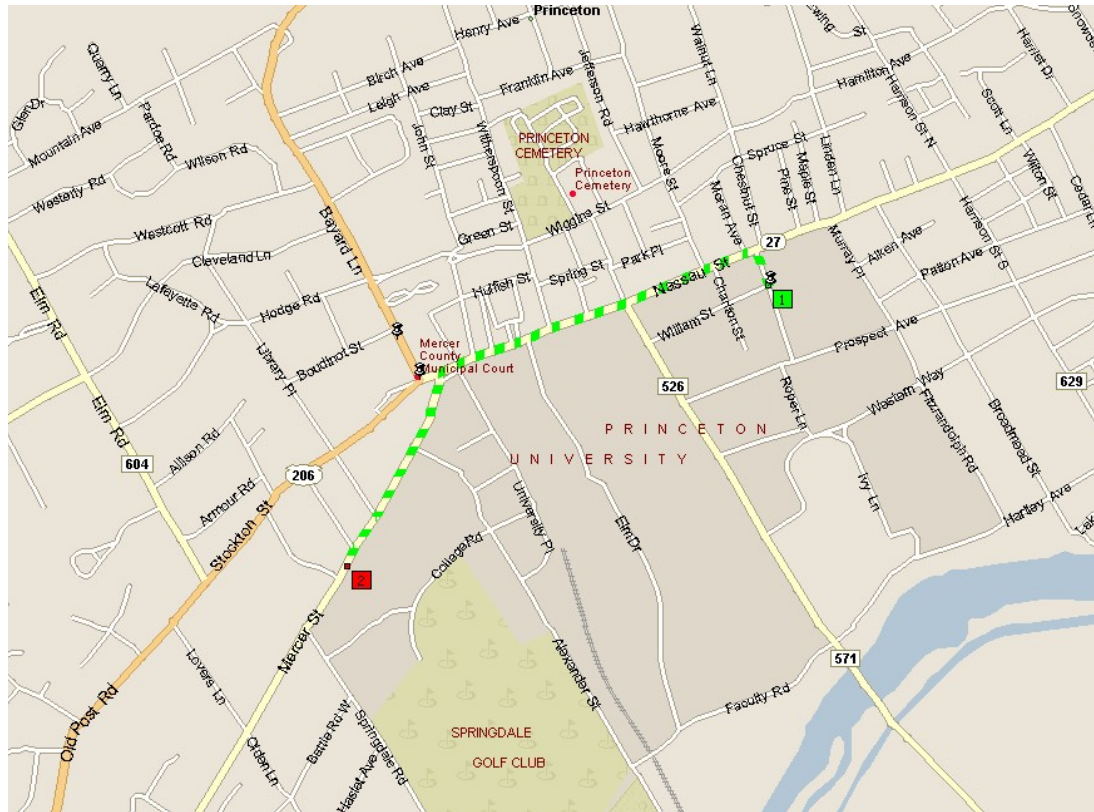 Princeton
Henry Ave
Ewing St
Snowden
Quarry Ln
Birch Ave
Jefferson Rd
Walnut Ln
Harriet Dr
Glen Dr
Leigh Ave
Franklin Ave
Hamilton Ave
Harrison St N
Scott Ln
Pardoe Rd
Clay St
Hawthorne Ave
Mountain Ave
John St
Witherspoon St
PRINCETON
CEMETERY
Moore St
Spruce St
Maple St
Linden Ln
Wilson Rd
Princeton
Cemetery
Chestnut St
Pine St
Wilton St
Cedar Ln
Westerly Rd
Bayard Ln
Westcott Rd
Green St
Wiggins St
Moran Ave
27
Murray Pl
Aiken Ave
Harrison St S
Cleveland Ln
Park Pl
Spring St
Patton Ave
Elm Rd
Lafayette Rd
Hodge Rd
Hulfish St
Nassau St
Charlton St
1
William St
Prospect Ave
Library Pl
Boudinot St
Mercer
County
Municipal Court
526
629
Elm Rd
Western Way
Roper Ln
Fitzrandolph Rd
Broadmead St
PRINCETON
UNIVERSITY
604
Allison Rd
206
Armour Rd
Stockton St
University Pl
Ivy Ln
Hartley Ave
Elm Dr
College Rd
2
Mercer St
Alexander St
571
Faculty Rd
Lovers Ln
Old Post Rd
Olden Ln
Battle Rd W
Springdale Rd
Haslet Ave
SPRINGDALE
GOLF CLUB